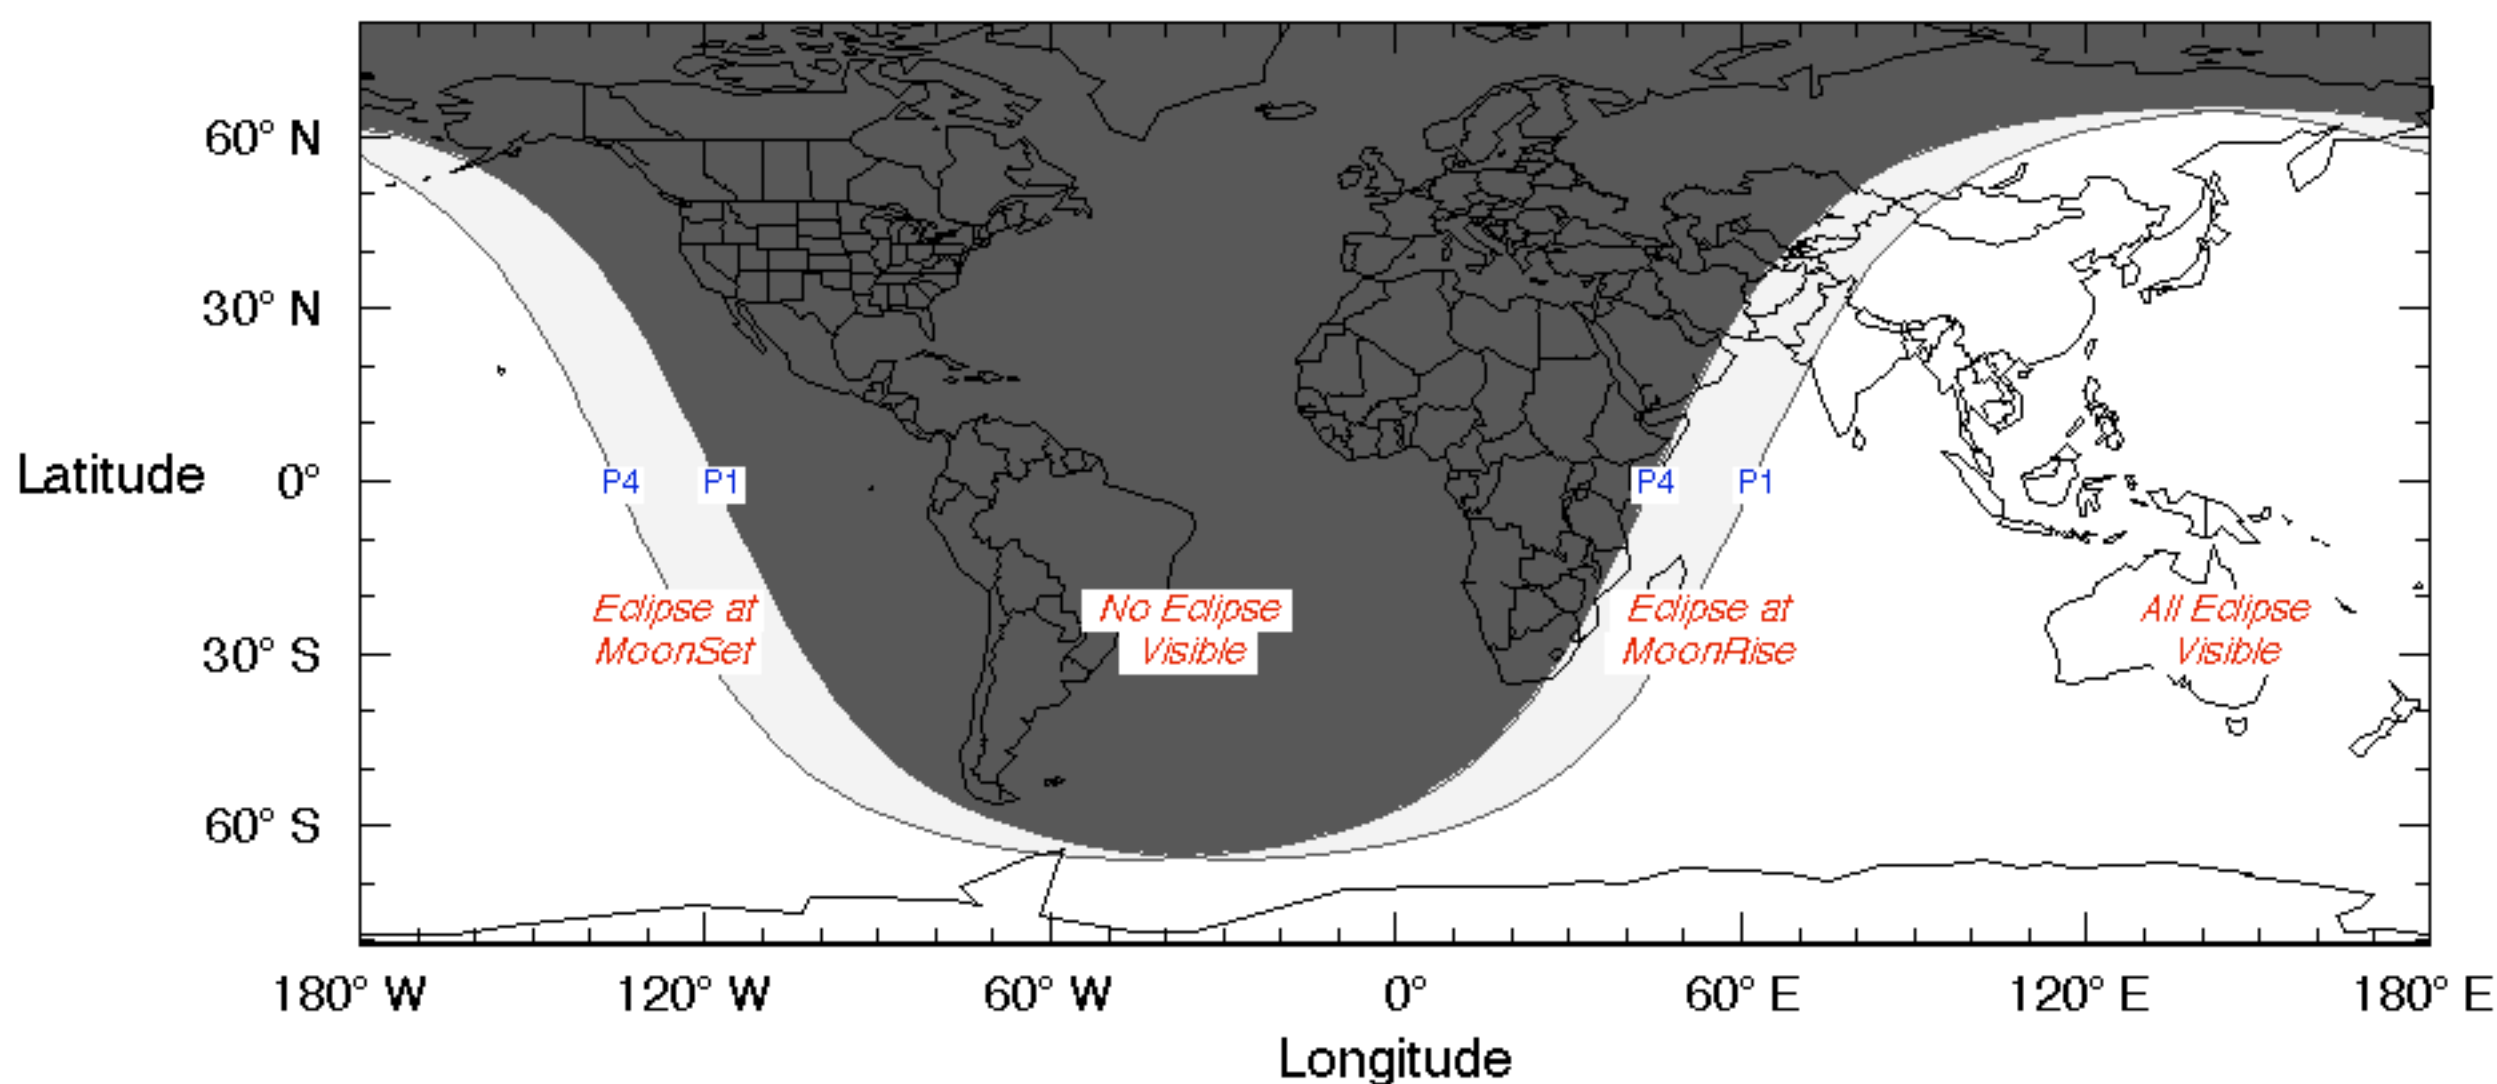 60° N
30° N
Latitude 0°
30° S
60° S
P4 P1 P4 P1
Eclipse at
MoonSet
No Eclipse
Visible
Eclipse at
MoonRise
All Eclipse
Visible
180° W 120° W 60° W 0° 60° E 120° E 180° E
Longitude